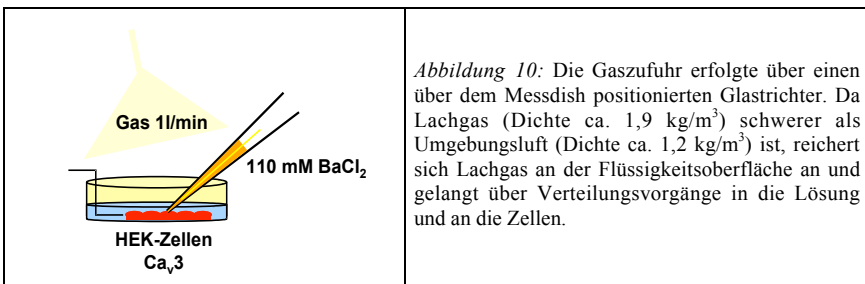 Gas 1l/min
110 mM BaCl₂
HEK-Zellen
Caᵥ3
Abbildung 10: Die Gaszufuhr erfolgte über einen
über dem Messdish positionierten Glastrichter. Da
Lachgas (Dichte ca. 1,9 kg/m³) schwerer als
Umgebungsluft (Dichte ca. 1,2 kg/m³) ist, reichert
sich Lachgas an der Flüssigkeitsoberfläche an und
gelangt über Verteilungsvorgänge in die Lösung
und an die Zellen.